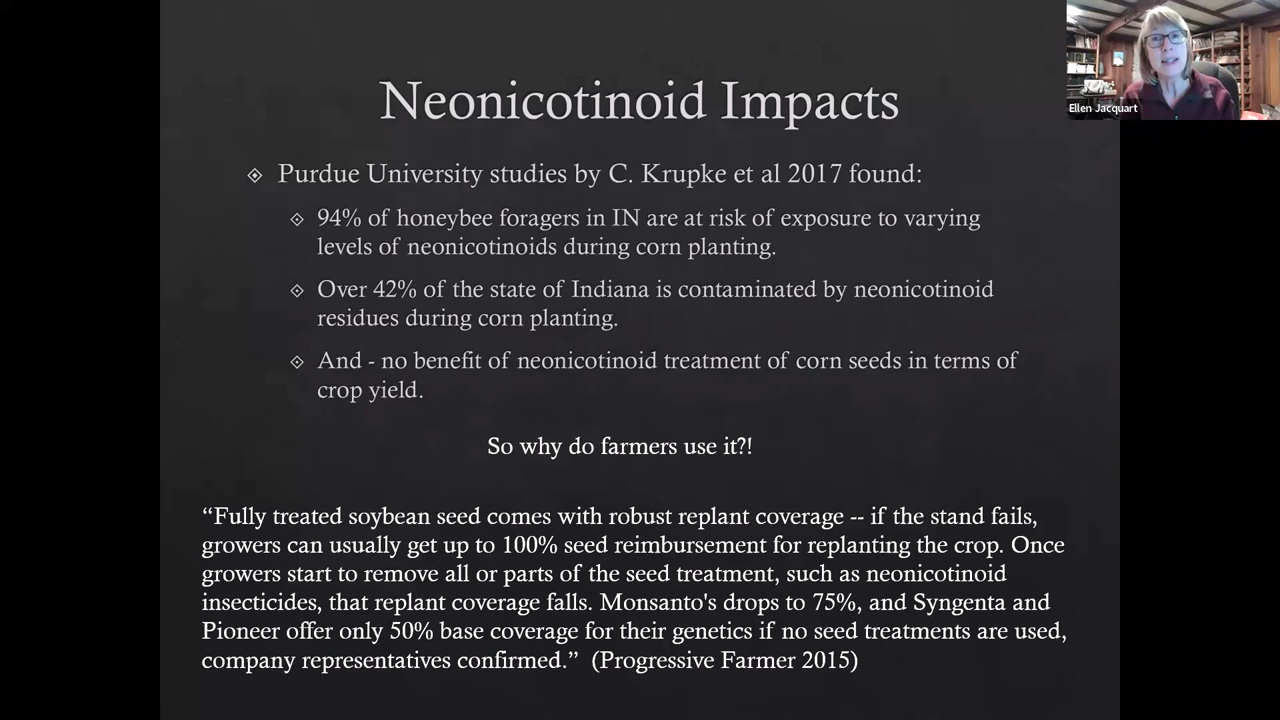 Neonicotinoid Impacts
Ellen Jacquart
Purdue University studies by C. Krupke et al 2017 found:
94% of honeybee foragers in IN are at risk of exposure to varying
levels of neonicotinoids during corn planting.
Over 42% of the state of Indiana is contaminated by neonicotinoid
residues during corn planting.
And - no benefit of neonicotinoid treatment of corn seeds in terms of
crop yield.
So why do farmers use it?!
“Fully treated soybean seed comes with robust replant coverage -- if the stand fails,
growers can usually get up to 100% seed reimbursement for replanting the crop. Once
growers start to remove all or parts of the seed treatment, such as neonicotinoid
insecticides, that replant coverage falls. Monsanto's drops to 75%, and Syngenta and
Pioneer offer only 50% base coverage for their genetics if no seed treatments are used,
company representatives confirmed.” (Progressive Farmer 2015)